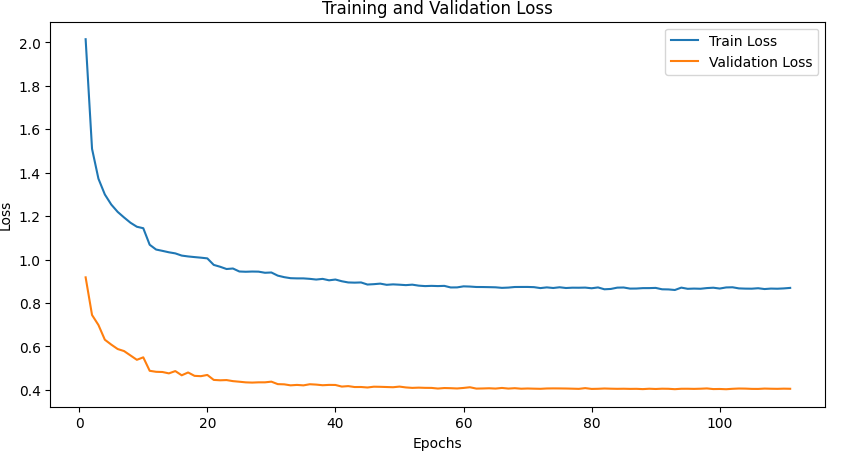 Training and Validation Loss
Train Loss
Validation Loss
Loss
2.0
1.8
1.6
1.4
1.2
1.0
0.8
0.6
0.4
0 20 40 60 80 100
Epochs